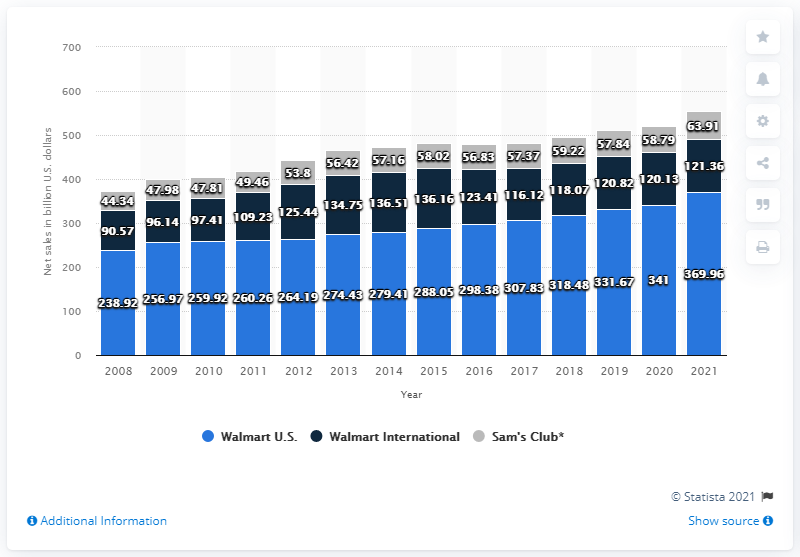 700
600
500
400
300
200
100
0
Net sales in billion U.S. dollars
44.34 47.98 47.81 49.46 53.8 56.42 57.16 58.02 56.83 57.37 59.22 57.84 58.79 63.91
90.57 96.14 97.41 109.23 125.44 134.75 136.51 136.16 123.41 116.12 118.07 120.82 120.13 121.36
238.92 256.97 259.92 260.26 264.19 274.43 279.41 288.05 298.38 307.83 318.48 331.67 341 369.96
2008 2009 2010 2011 2012 2013 2014 2015 2016 2017 2018 2019 2020 2021
Year
Walmart U.S. Walmart International Sam's Club*
© Statista 2021
Additional Information Show source